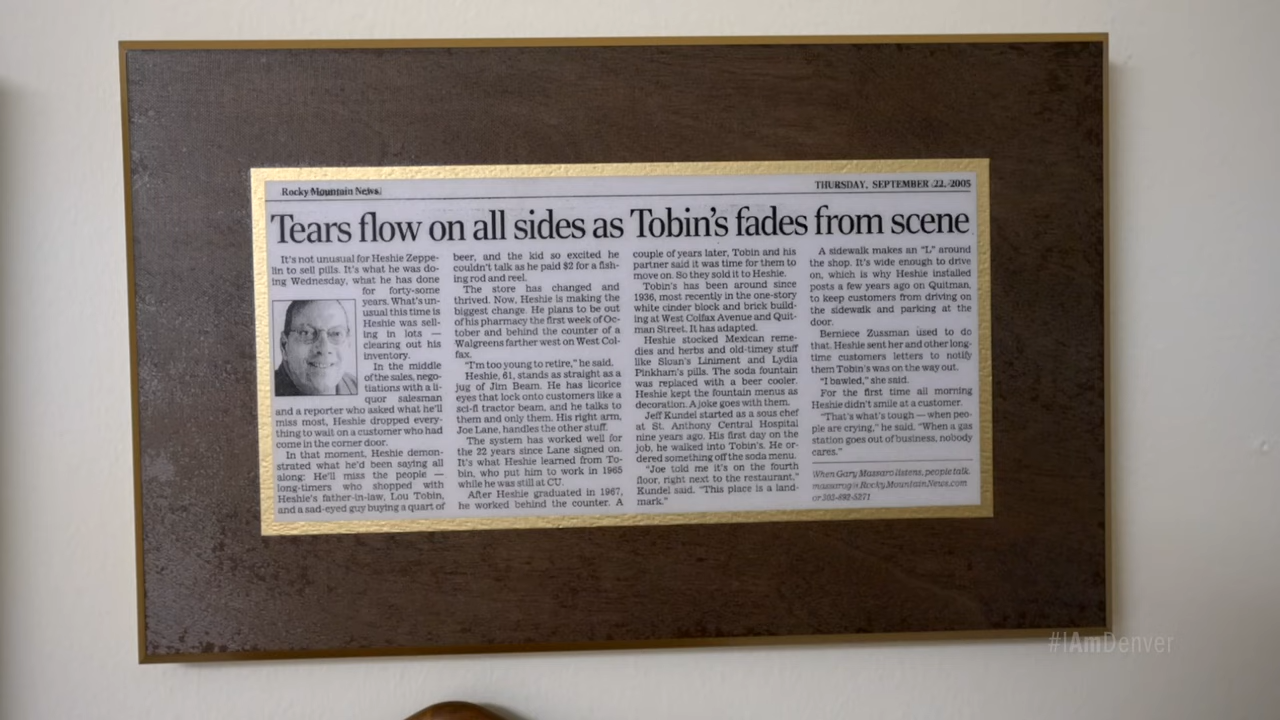 Rocky Mountain News
THURSDAY, SEPTEMBER 22, 2005
Tears flow on all sides as Tobin's fades from scene
It's not unusual for Heshie Zeppe-
lin to sell pills. It's what he was do-
ing Wednesday, what he has done
for forty-some
years. What's un-
usual this time is
Heshie was sell-
ing in lots —
clearing out his
inventory.
In the middle
of the sales, nego-
tiations with a li-
quor salesman
and a reporter who asked what he'll
miss most, Heshie dropped every-
thing to wait on a customer who had
come in the corner door.
In that moment, Heshie demon-
strated what he'd been saying all
along: He'll miss the people —
long-timers who shopped with
Heshie's father-in-law, Lou Tobin,
and a sad-eyed guy buying a quart of
beer, and the kid so excited he
couldn't talk as he paid $2 for a fish-
ing rod and reel.
The store has changed and
thrived. Now, Heshie is making the
biggest change. He plans to be out
of his pharmacy the first week of Oc-
tober and behind the counter of a
Walgreens farther west on West Col-
fax.
"I'm too young to retire," he said.
Heshie, 61, stands as straight as a
jug of Jim Beam. He has licorice
eyes that lock onto customers like a
sci-fi tractor beam, and he talks to
them and only them. His right arm,
Joe Lane, handles the other stuff.
The system has worked well for
the 22 years since Lane signed on.
It's what Heshie learned from To-
bin, who put him to work in 1965
while he was still at CU.
After Heshie graduated in 1967,
he worked behind the counter. A
couple of years later, Tobin and his
partner said it was time for them to
move on. So they sold it to Heshie.
Tobin's has been around since
1936, most recently in the one-story
white cinder block and brick build-
ing at West Colfax Avenue and Quit-
man Street. It has adapted.
Heshie stocked Mexican reme-
dies and herbs and old-timey stuff
like Sloan's Liniment and Lydia
Pinkham's pills. The soda fountain
was replaced with a beer cooler.
Heshie kept the fountain menus as
decoration. A joke goes with them.
Jeff Kundel started as a sous chef
at St. Anthony Central Hospital
nine years ago. His first day on the
job, he walked into Tobin's. He or-
dered something off the soda menu.
"Joe told me it's on the fourth
floor, right next to the restaurant,"
Kundel said. "This place is a land-
mark."
A sidewalk makes an "L" around
the shop. It's wide enough to drive
on, which is why Heshie installed
posts a few years ago on Quitman,
to keep customers from driving on
the sidewalk and parking at the
door.
Berniece Zussman used to do
that. Heshie sent her and other long-
time customers letters to notify
them Tobin's was on the way out.
"I bawled," she said.
For the first time all morning
Heshie didn't smile at a customer.
"That's what's tough — when peo-
ple are crying," he said. "When a gas
station goes out of business, nobody
cares."
When Gary Massaro listens, people talk.
massarog@RockyMountainNews.com
or 303-892-5271
#IAmDenver